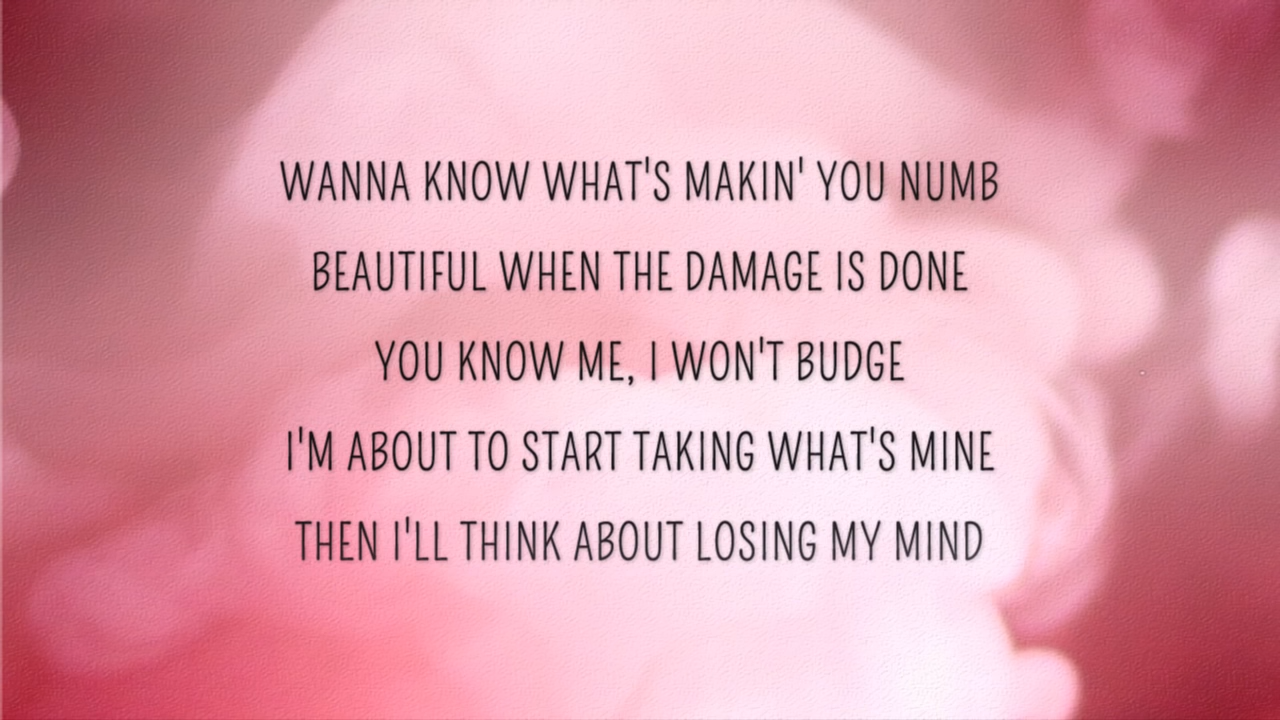 WANNA KNOW WHAT'S MAKIN' YOU NUMB
BEAUTIFUL WHEN THE DAMAGE IS DONE
YOU KNOW ME, I WON'T BUDGE
I'M ABOUT TO START TAKING WHAT'S MINE
THEN I'LL THINK ABOUT LOSING MY MIND